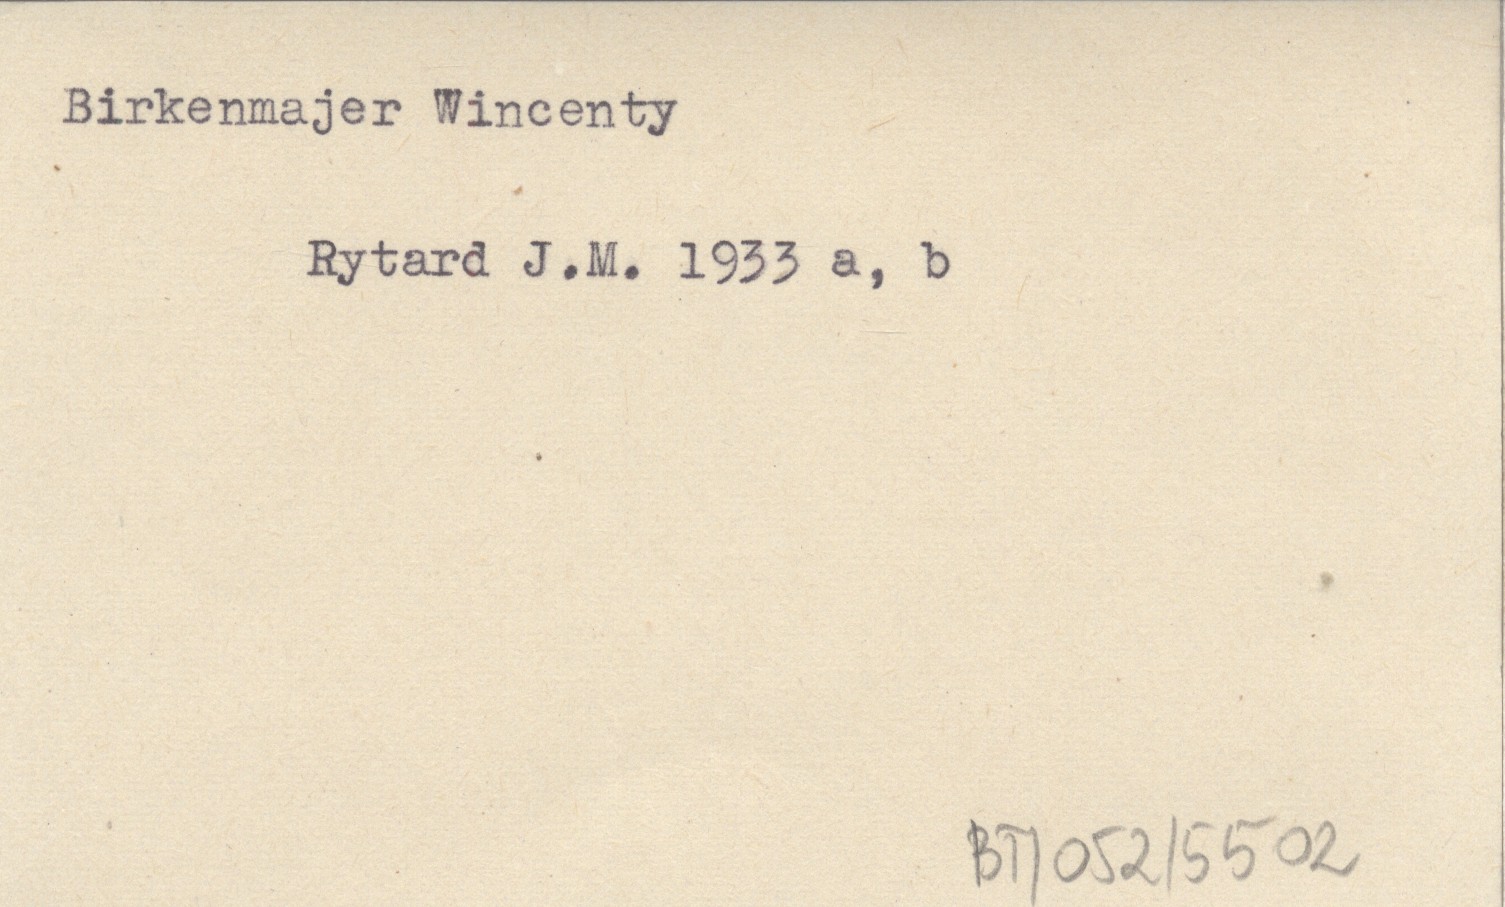 Birkenmajer Wincenty
Rytard J.M. 1933 a, b
BT/052/5502